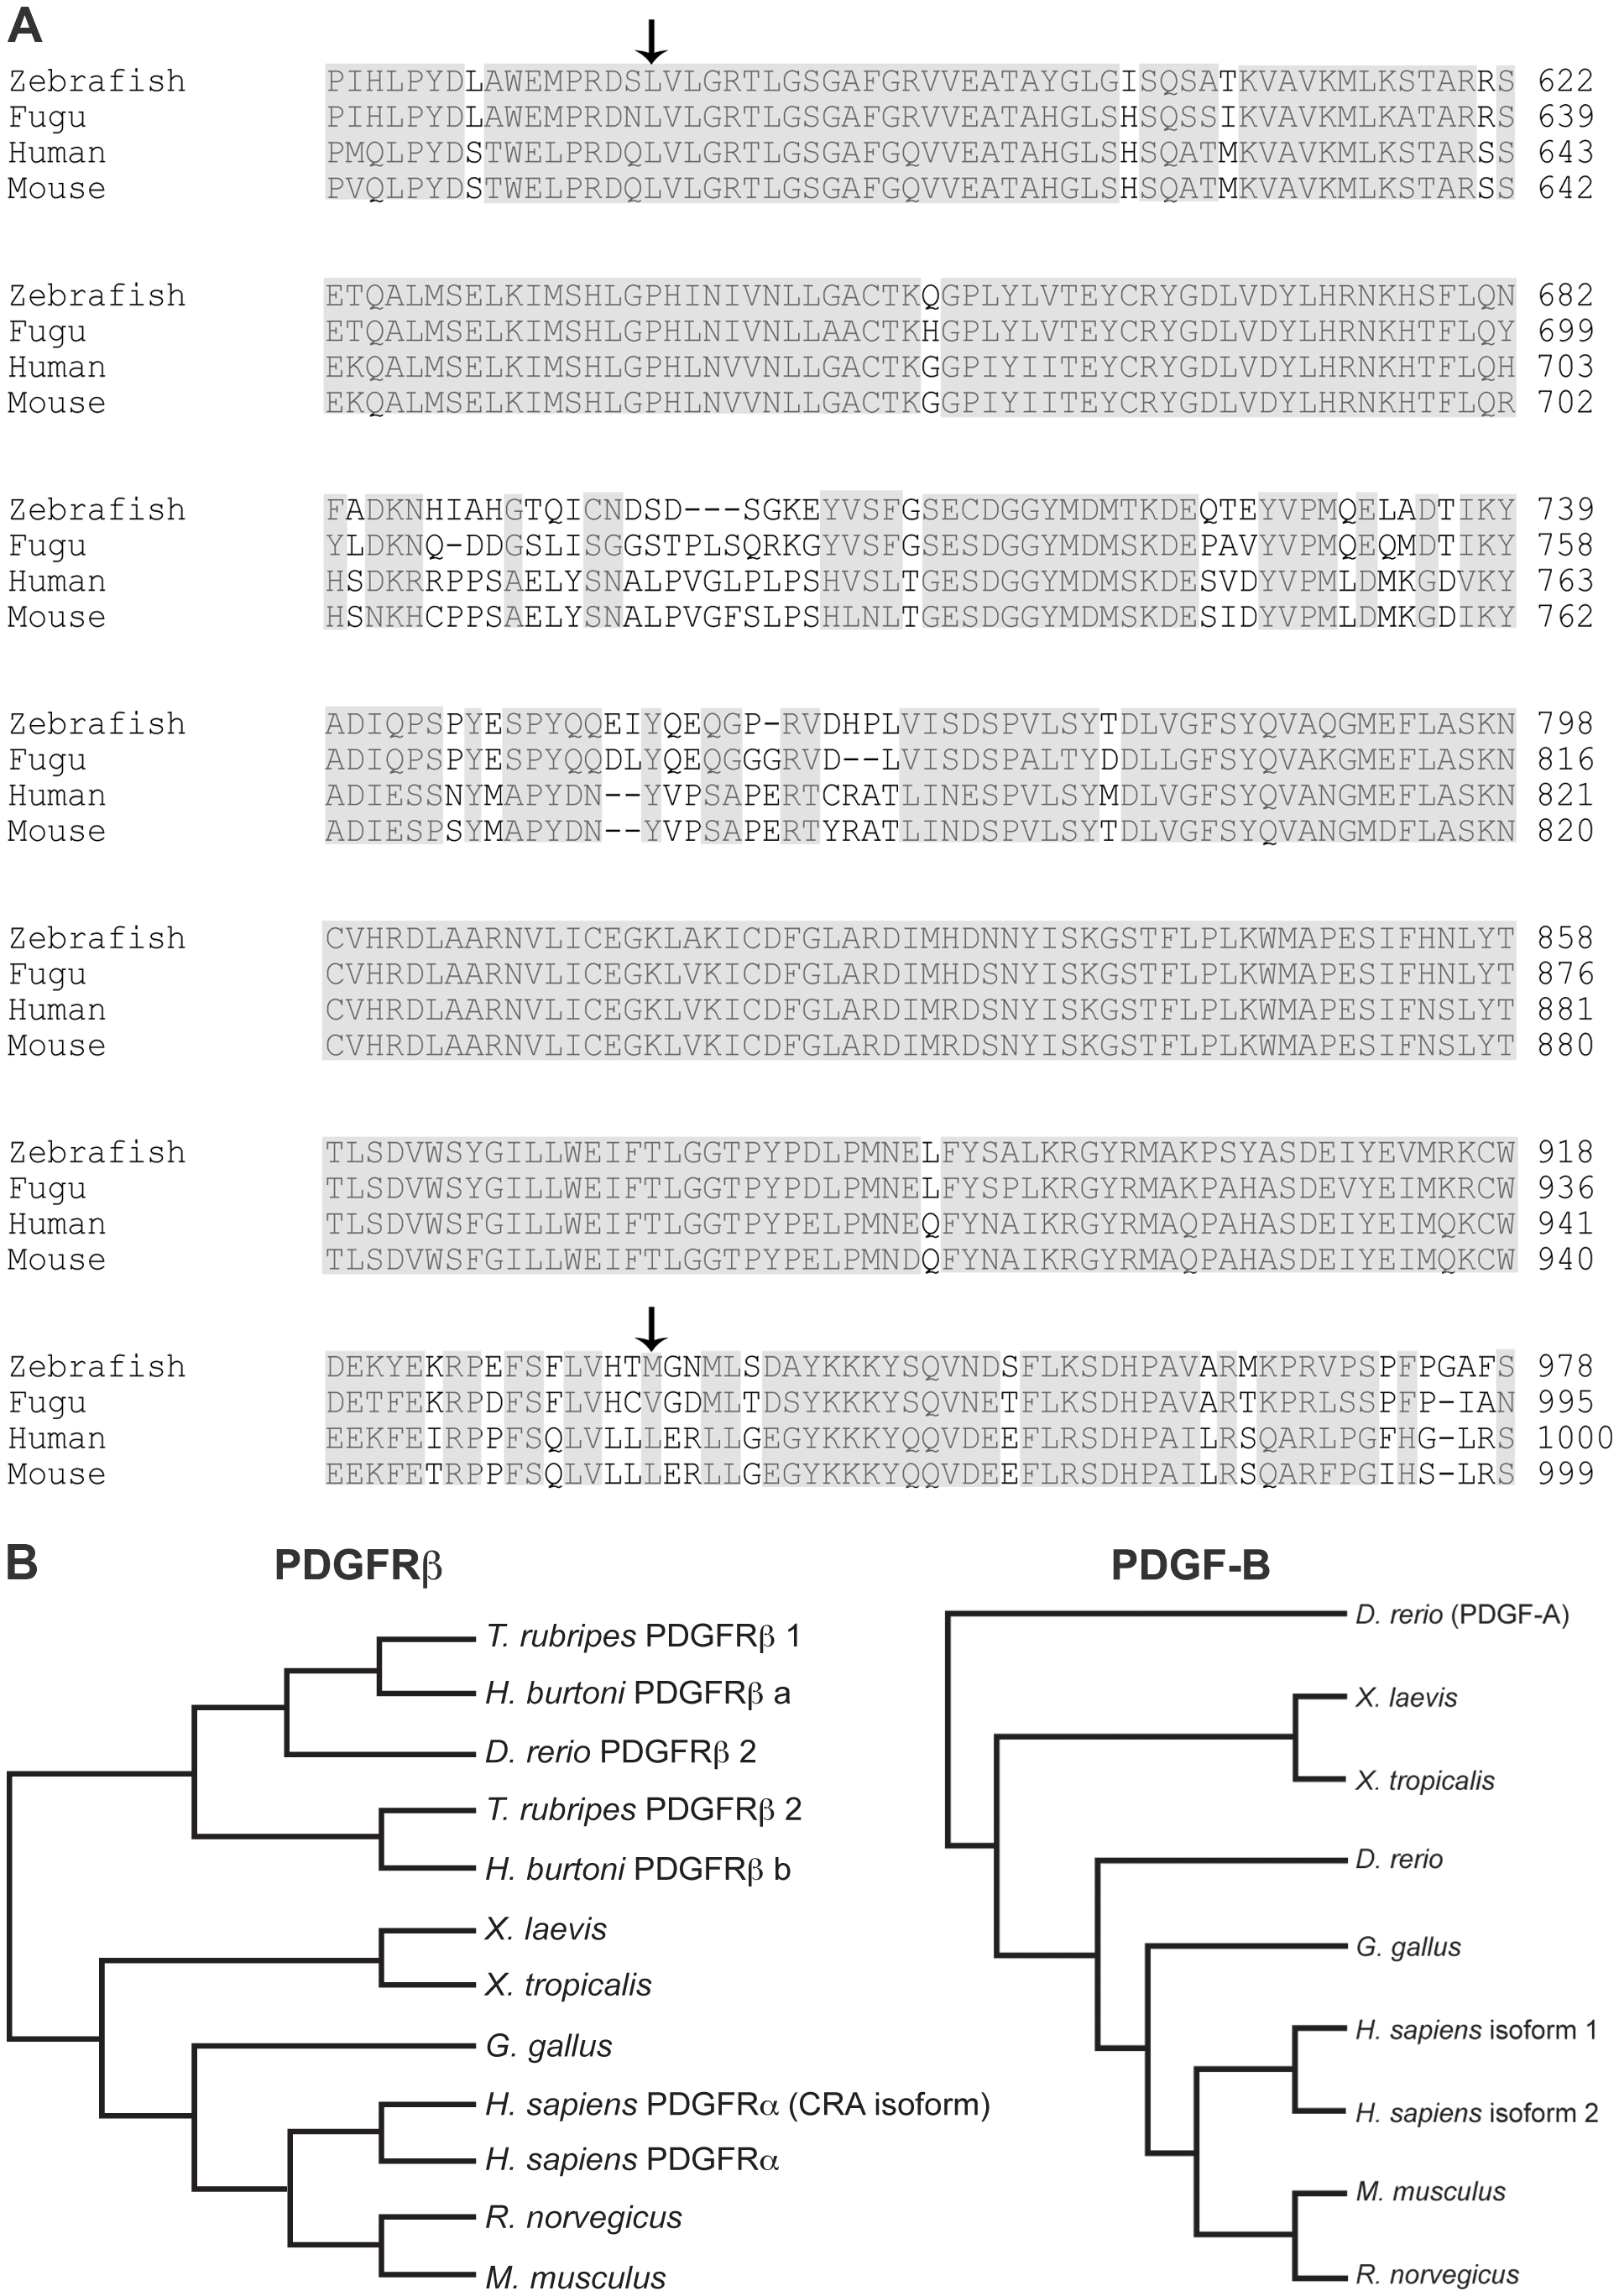 A
Zebrafish PIHLPYDLAWEMPRDSLVLGRTLGSGAFGRVVEATAYGLGISQSATKVAVKMLKSTARRS 622
Fugu PIHLPYDLAWEMPRDNLVLGRTLGSGAFGRVVEATAHGLSHSQSSIKVAVKMLKATARRS 639
Human PMQLPYDSTWELPRDQLVLGRTLGSGAFGQVVEATAHGLSHSQATMKVAVKMLKSTARSS 643
Mouse PVQLPYDSTWELPRDQLVLGRTLGSGAFGQVVEATAHGLSHSQATMKVAVKMLKSTARSS 642
Zebrafish ETQALMSELKIMSHLGPHINIVNLLGACTKQGPLYLVTEYCRYGDLVDYLHRNKHSFLQN 682
Fugu ETQALMSELKIMSHLGPHLNIVNLLAACTKHGPLYLVTEYCRYGDLVDYLHRNKHTFLQY 699
Human EKQALMSELKIMSHLGPHLNVVNLLGACTKGGPIYIITEYCRYGDLVDYLHRNKHTFLQH 703
Mouse EKQALMSELKIMSHLGPHLNVVNLLGACTKGGPIYIITEYCRYGDLVDYLHRNKHTFLQR 702
Zebrafish FADKNHIAHGTQICNDSD---SGKEYVSFGSECDGGYMDMTKDEQTEYVPMQELADTIKY 739
Fugu YLDKNQ-DDGSLISGGSTPLSQRKGYVSFGSESDGGYMDMSKDEPAVYVPMQEQMDTIKY 758
Human HSDKRRPPSAELYSNALPVGLPLPSHVSLTGESDGGYMDMSKDESVDYVPMLDMKGDVKY 763
Mouse HSNKHCPPSAELYSNALPVGFSLPSHLNLTGESDGGYMDMSKDESIDYVPMLDMKGDIKY 762
Zebrafish ADIQPSPYESPYQQEIYQEQGP-RVDHPLVISDSPVLSYTDLVGFSYQVAQGMEFLASKN 798
Fugu ADIQPSPYESPYQQDLYQEQGGGRVD--LVISDSPALTYDDLLGFSYQVAKGMEFLASKN 816
Human ADIESSNYMAPYDN--YVPSAPERTCRATLINESPVLSYMDLVGFSYQVANGMEFLASKN 821
Mouse ADIESPSYMAPYDN--YVPSAPERTYRATLINDSPVLSYTDLVGFSYQVANGMDFLASKN 820
Zebrafish CVHRDLAARNVLICEGKLAKICDFGLARDIMHDNNYISKGSTFLPLKWMAPESIFHNLYT 858
Fugu CVHRDLAARNVLICEGKLVKICDFGLARDIMHDSNYISKGSTFLPLKWMAPESIFHNLYT 876
Human CVHRDLAARNVLICEGKLVKICDFGLARDIMRDSNYISKGSTFLPLKWMAPESIFNSLYT 881
Mouse CVHRDLAARNVLICEGKLVKICDFGLARDIMRDSNYISKGSTFLPLKWMAPESIFNSLYT 880
Zebrafish TLSDVWSYGILLWEIFTLGGTPYPDLPMNELFYSALKRGYRMAKPSYASDEIYEVMRKCW 918
Fugu TLSDVWSYGILLWEIFTLGGTPYPDLPMNELFYSPLKRGYRMAKPAHASDEVYEIMKRCW 936
Human TLSDVWSFGILLWEIFTLGGTPYPELPMNEQFYNAIKRGYRMAQPAHASDEIYEIMQKCW 941
Mouse TLSDVWSFGILLWEIFTLGGTPYPELPMNDQFYNAIKRGYRMAQPAHASDEIYEIMQKCW 940
Zebrafish DEKYEKRPEFSFLVHTMGNMLSDAYKKKYSQVNDSFLKSDHPAVARMKPRVPSPFPGAFS 978
Fugu DETFEKRPDFSFLVHCVGDMLTDSYKKKYSQVNETFLKSDHPAVARTKPRLSSPFP-IAN 995
Human EEKFEIRPPFSQLVLLLERLLGEGYKKKYQQVDEEFLRSDHPAILRSQARLPGFHG-LRS 1000
Mouse EEKFETRPPFSQLVLLLERLLGEGYKKKYQQVDEEFLRSDHPAILRSQARFPGIHS-LRS 999
B
PDGFRβ
T. rubripes PDGFRβ 1
H. burtoni PDGFRβ a
D. rerio PDGFRβ 2
T. rubripes PDGFRβ 2
H. burtoni PDGFRβ b
X. laevis
X. tropicalis
G. gallus
H. sapiens PDGFRα (CRA isoform)
H. sapiens PDGFRα
R. norvegicus
M. musculus
PDGF-B
D. rerio (PDGF-A)
X. laevis
X. tropicalis
D. rerio
G. gallus
H. sapiens isoform 1
H. sapiens isoform 2
M. musculus
R. norvegicus